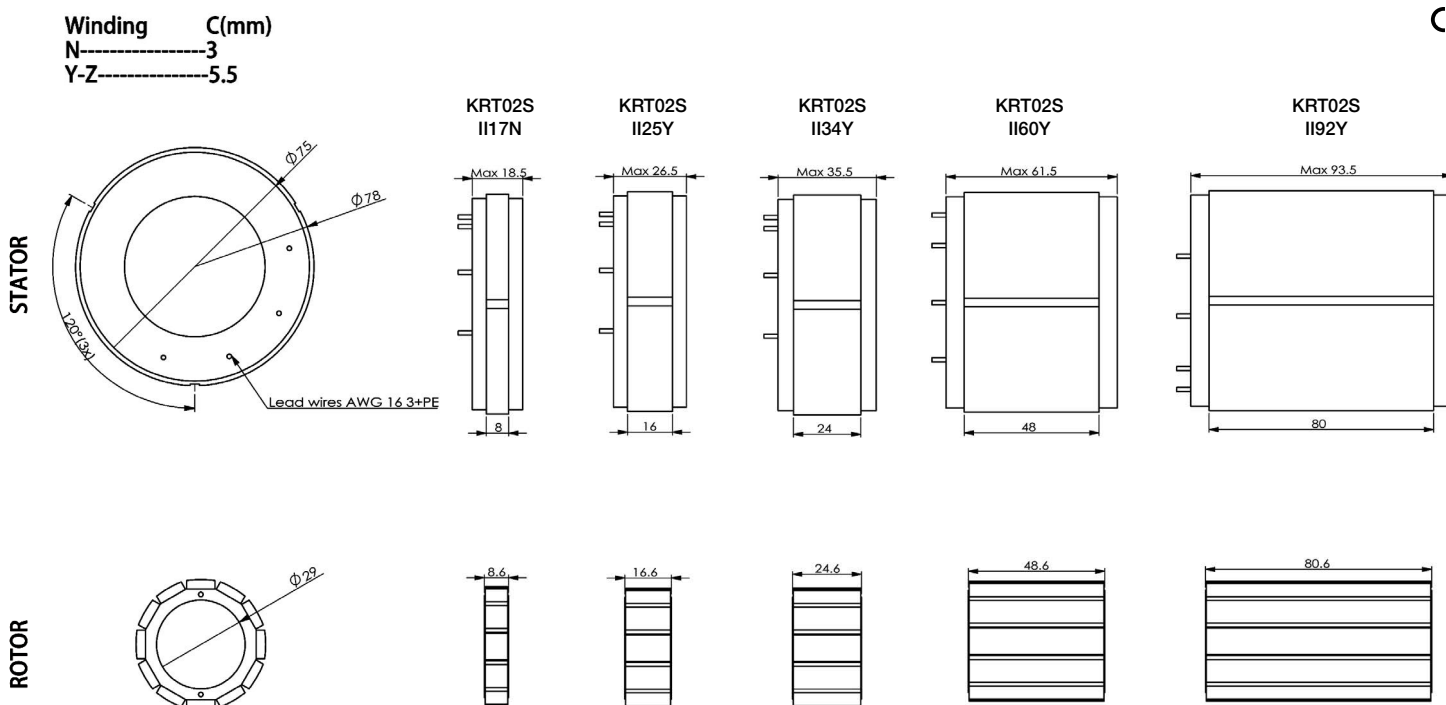 Winding C(mm)
N-----------------3
Y-Z---------------5.5
KRT02S
II17N
KRT02S
II25Y
KRT02S
II34Y
KRT02S
II60Y
KRT02S
II92Y
STATOR
Φ75
Φ78
120°(3x)
Lead wires AWG 16 3+PE
Max 18.5
Max 26.5
Max 35.5
Max 61.5
Max 93.5
8
16
24
48
80
ROTOR
Φ29
8.6
16.6
24.6
48.6
80.6